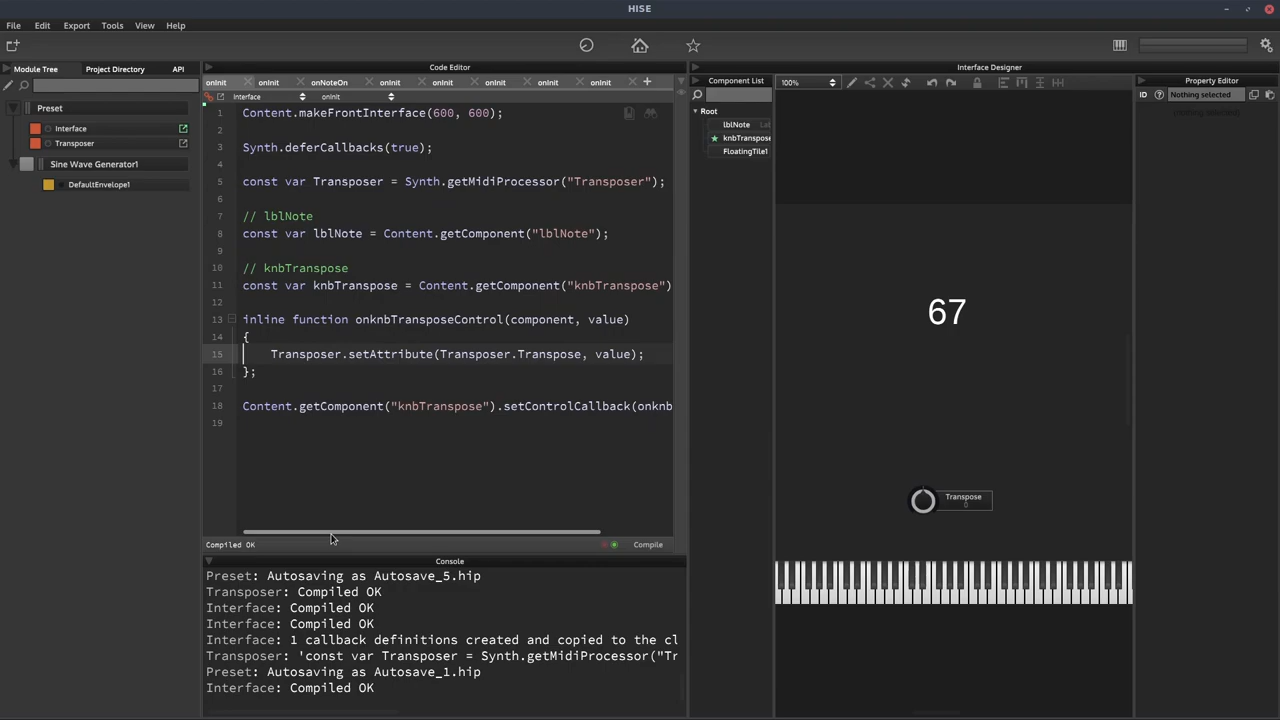 HISE
File Edit Export Tools View Help
Module Tree Project Directory API
Preset
Interface
Transposer
Sine Wave Generator1
DefaultEnvelope1
Code Editor
onInit onInit onNoteOn onInit onInit onInit onInit onInit +
Interface onInit
1 Content.makeFrontInterface(600, 600);
2
3 Synth.deferCallbacks(true);
4
5 const var Transposer = Synth.getMidiProcessor("Transposer");
6
7 // lblNote
8 const var lblNote = Content.getComponent("lblNote");
9
10 // knbTranspose
11 const var knbTranspose = Content.getComponent("knbTranspose")
12
13 inline function onknbTransposeControl(component, value)
14 {
15 Transposer.setAttribute(Transposer.Transpose, value);
16 };
17
18 Content.getComponent("knbTranspose").setControlCallback(onknb
19
Compiled OK Compile
Console
Preset: Autosaving as Autosave_5.hip
Transposer: Compiled OK
Interface: Compiled OK
Interface: Compiled OK
Interface: 1 callback definitions created and copied to the cl
Transposer: 'const var Transposer = Synth.getMidiProcessor("Tr
Preset: Autosaving as Autosave_1.hip
Interface: Compiled OK
Interface Designer
Component List
Root
lblNote
knbTranspose
FloatingTile1
100%
67
Transpose
0
Property Editor
ID Nothing selected